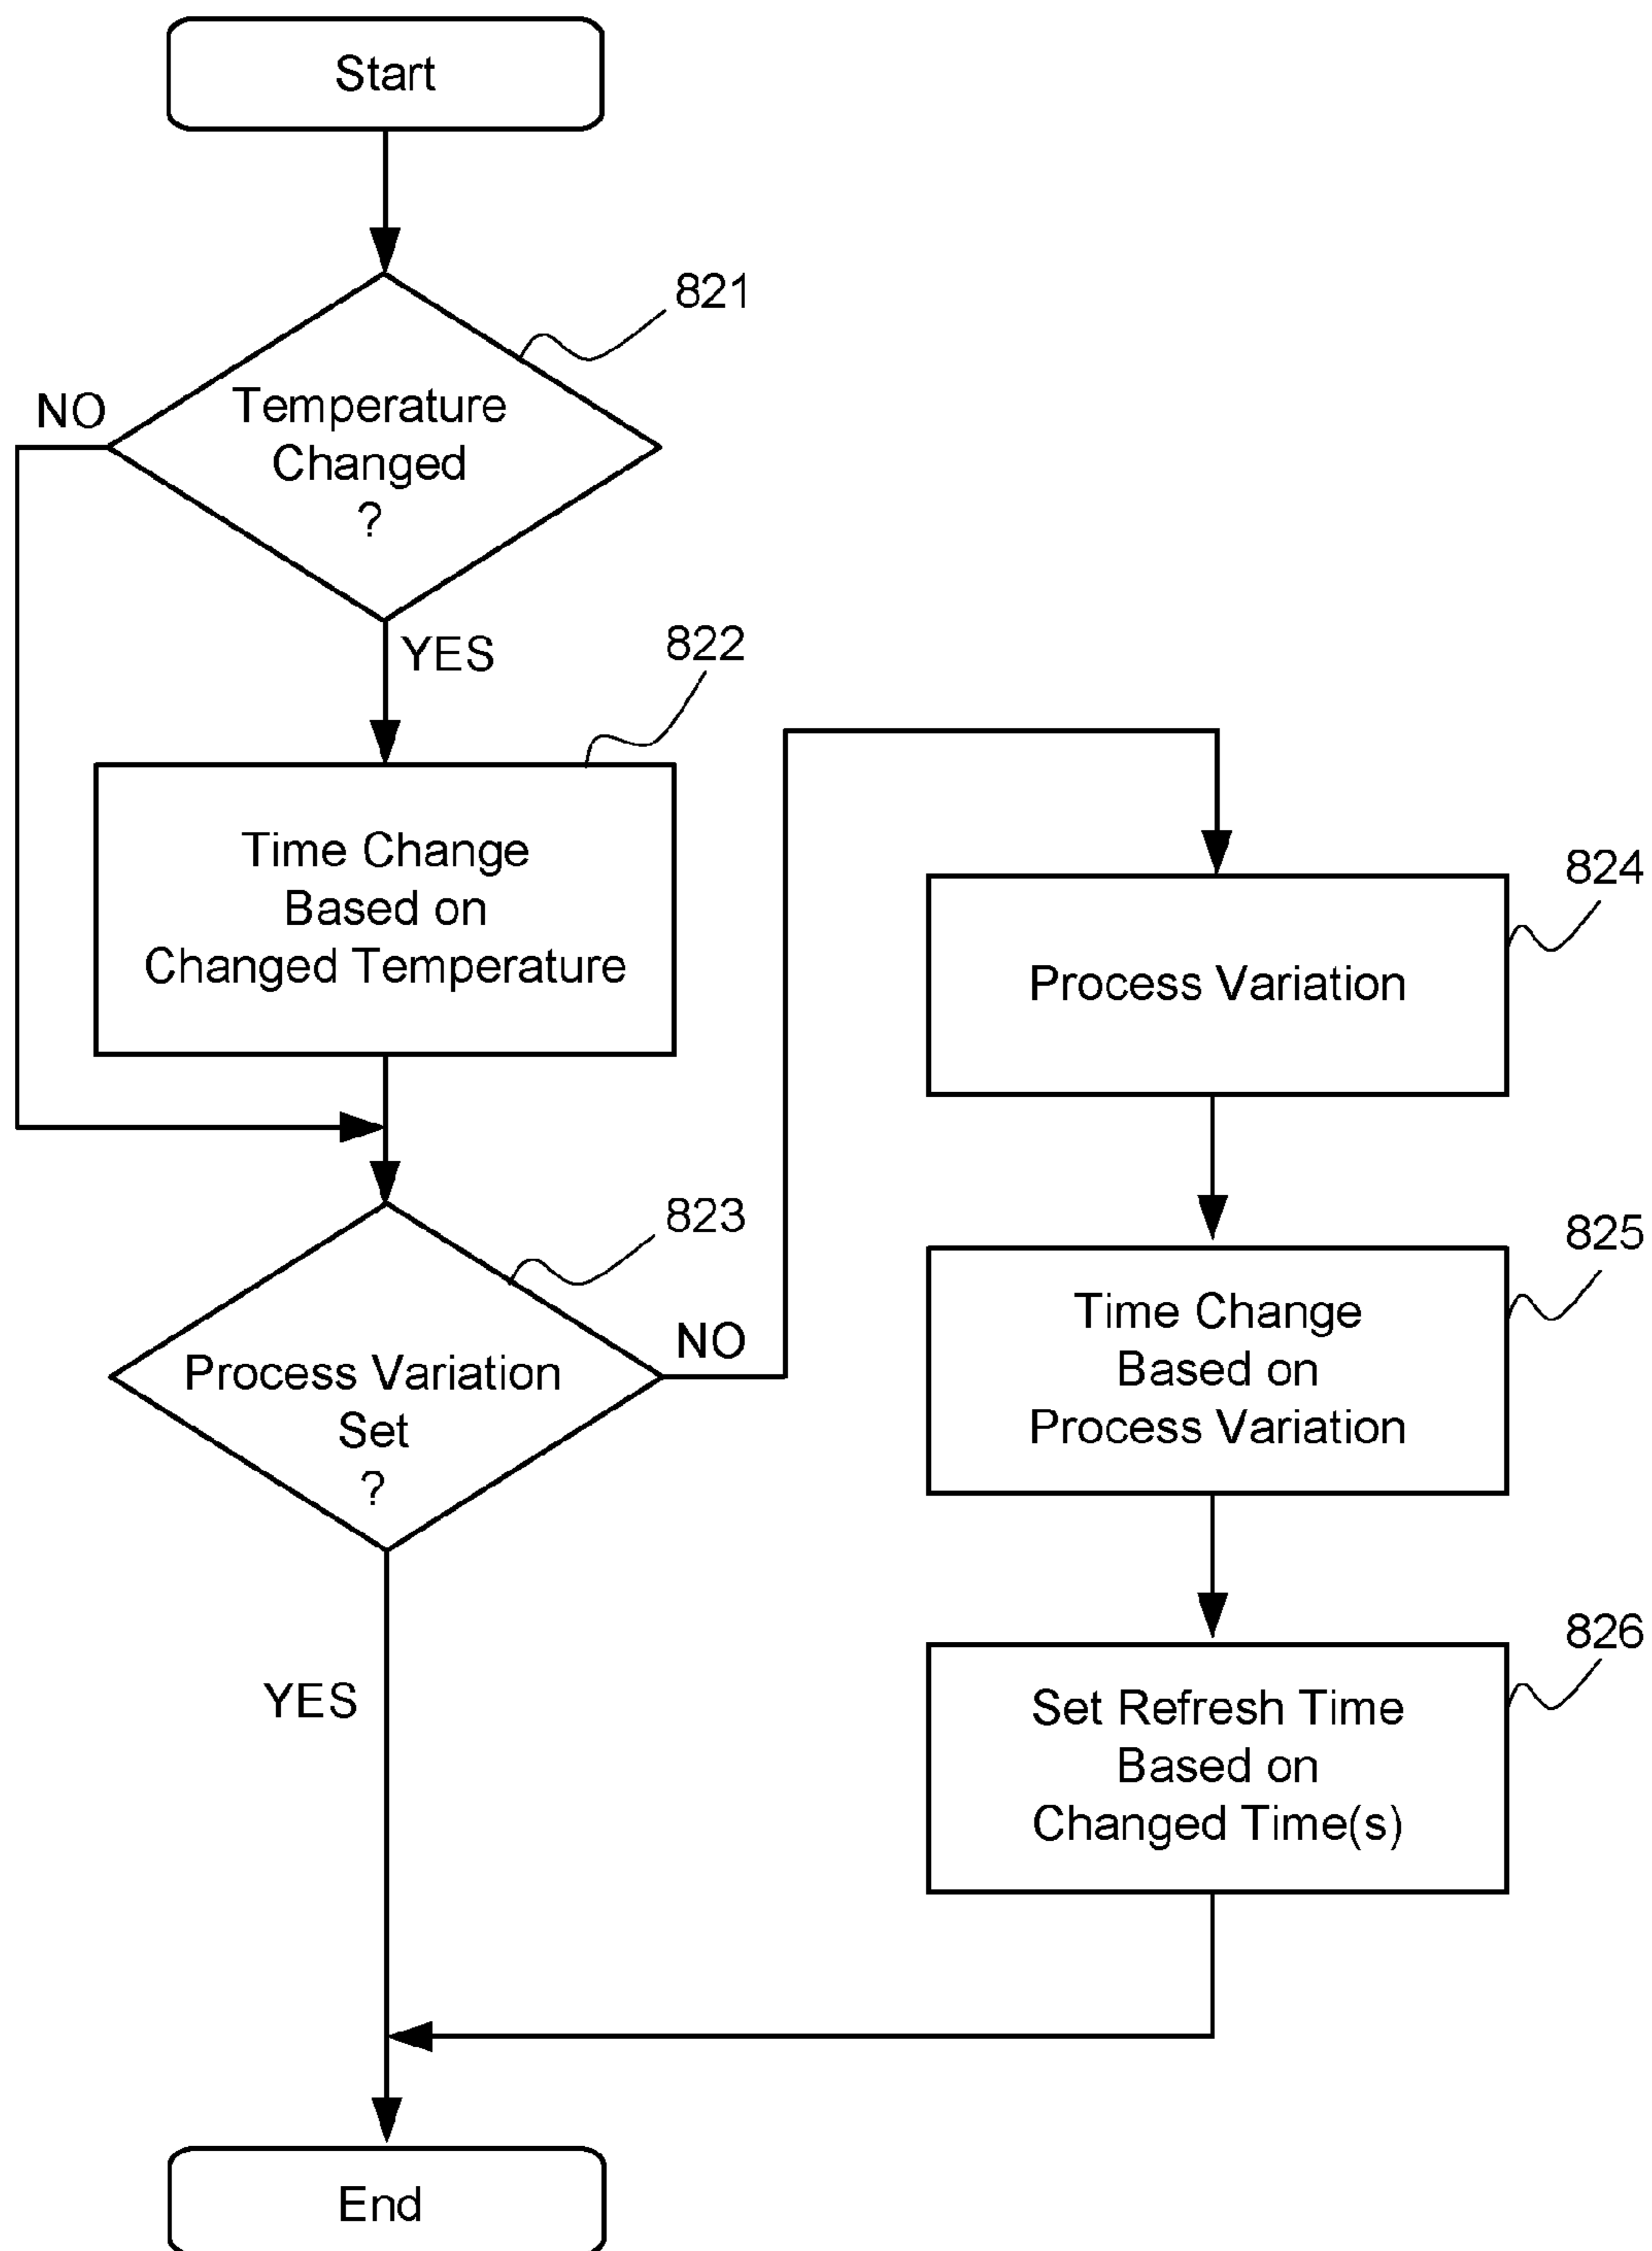 Start
821
NO
Temperature
Changed
?
YES
822
Time Change
Based on
Changed Temperature
823
Process Variation
Set
?
NO
YES
824
Process Variation
825
Time Change
Based on
Process Variation
826
Set Refresh Time
Based on
Changed Time(s)
End